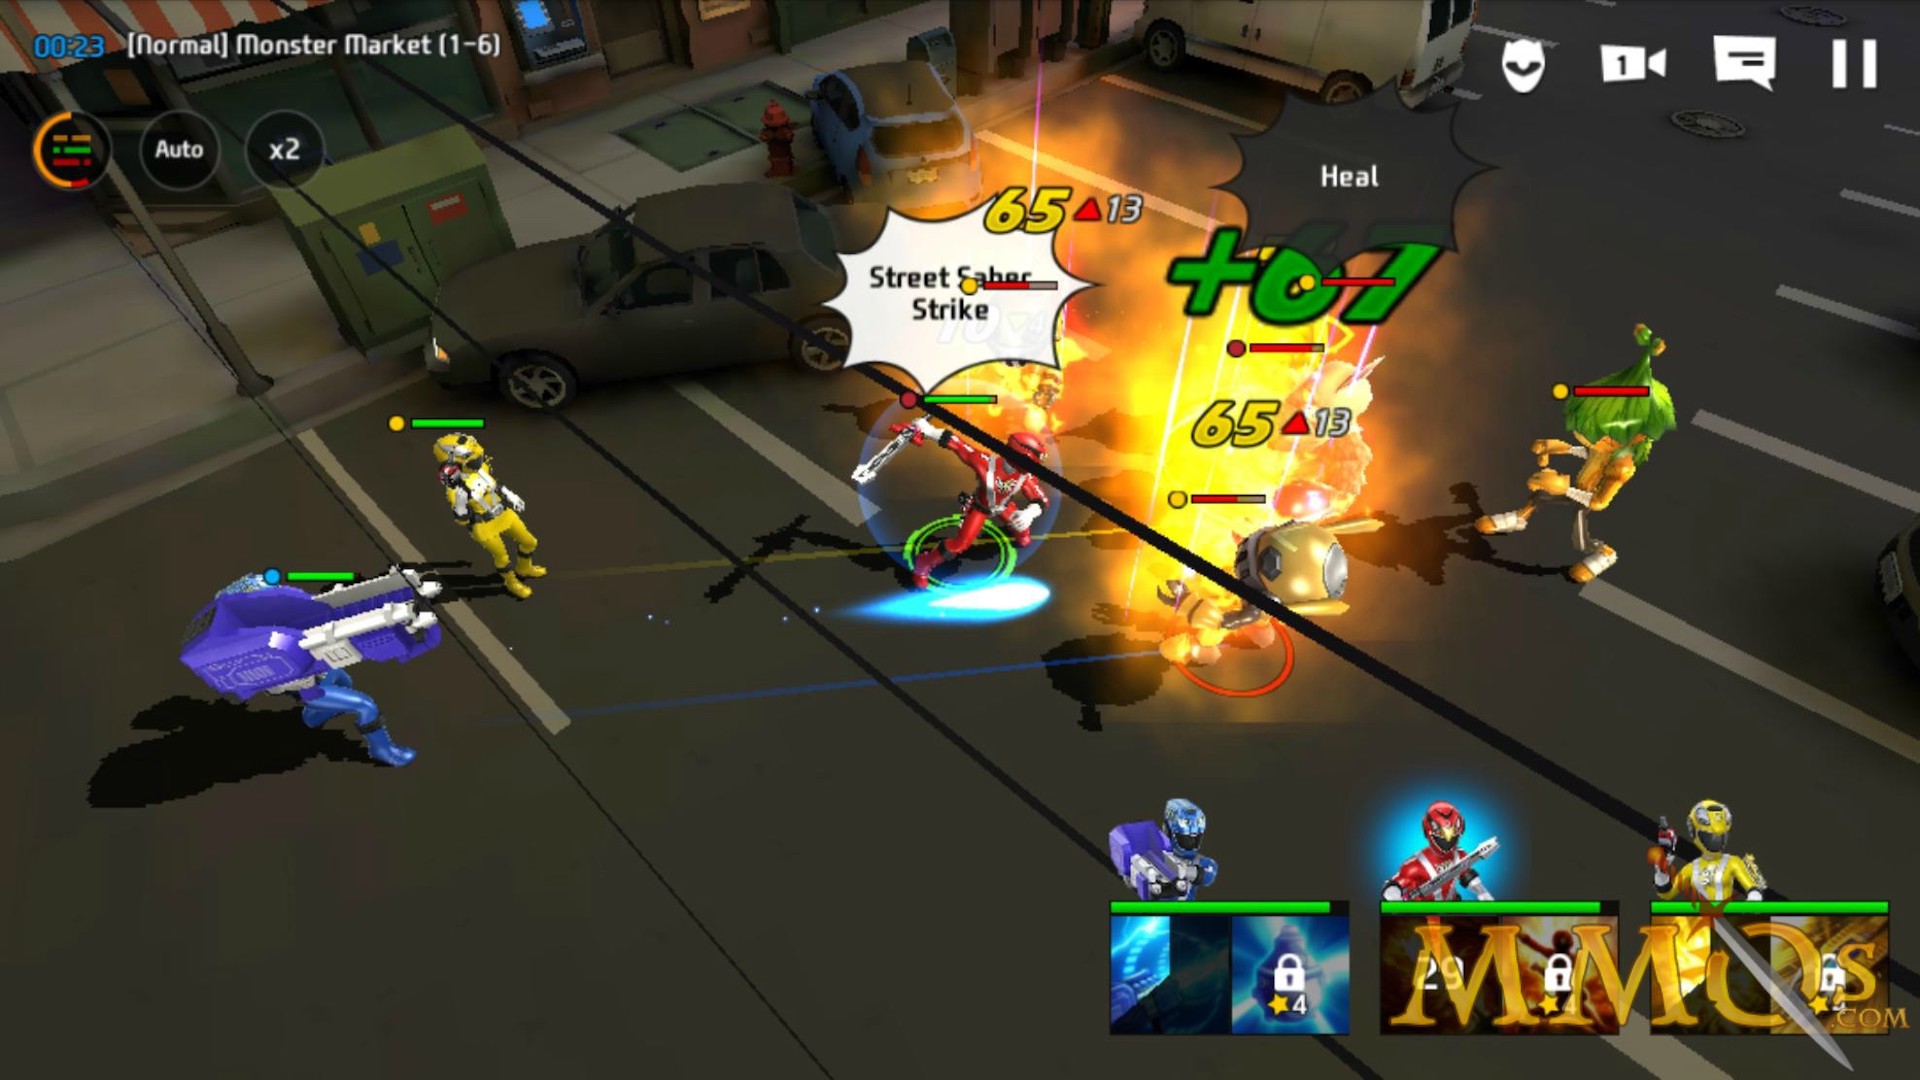 00:23 [Normal] Monster Market (1-6)
1
Auto x2
Heal
65 13
+67
Street Saber
Strike
65 13
4
29
4
MMOs
.COM